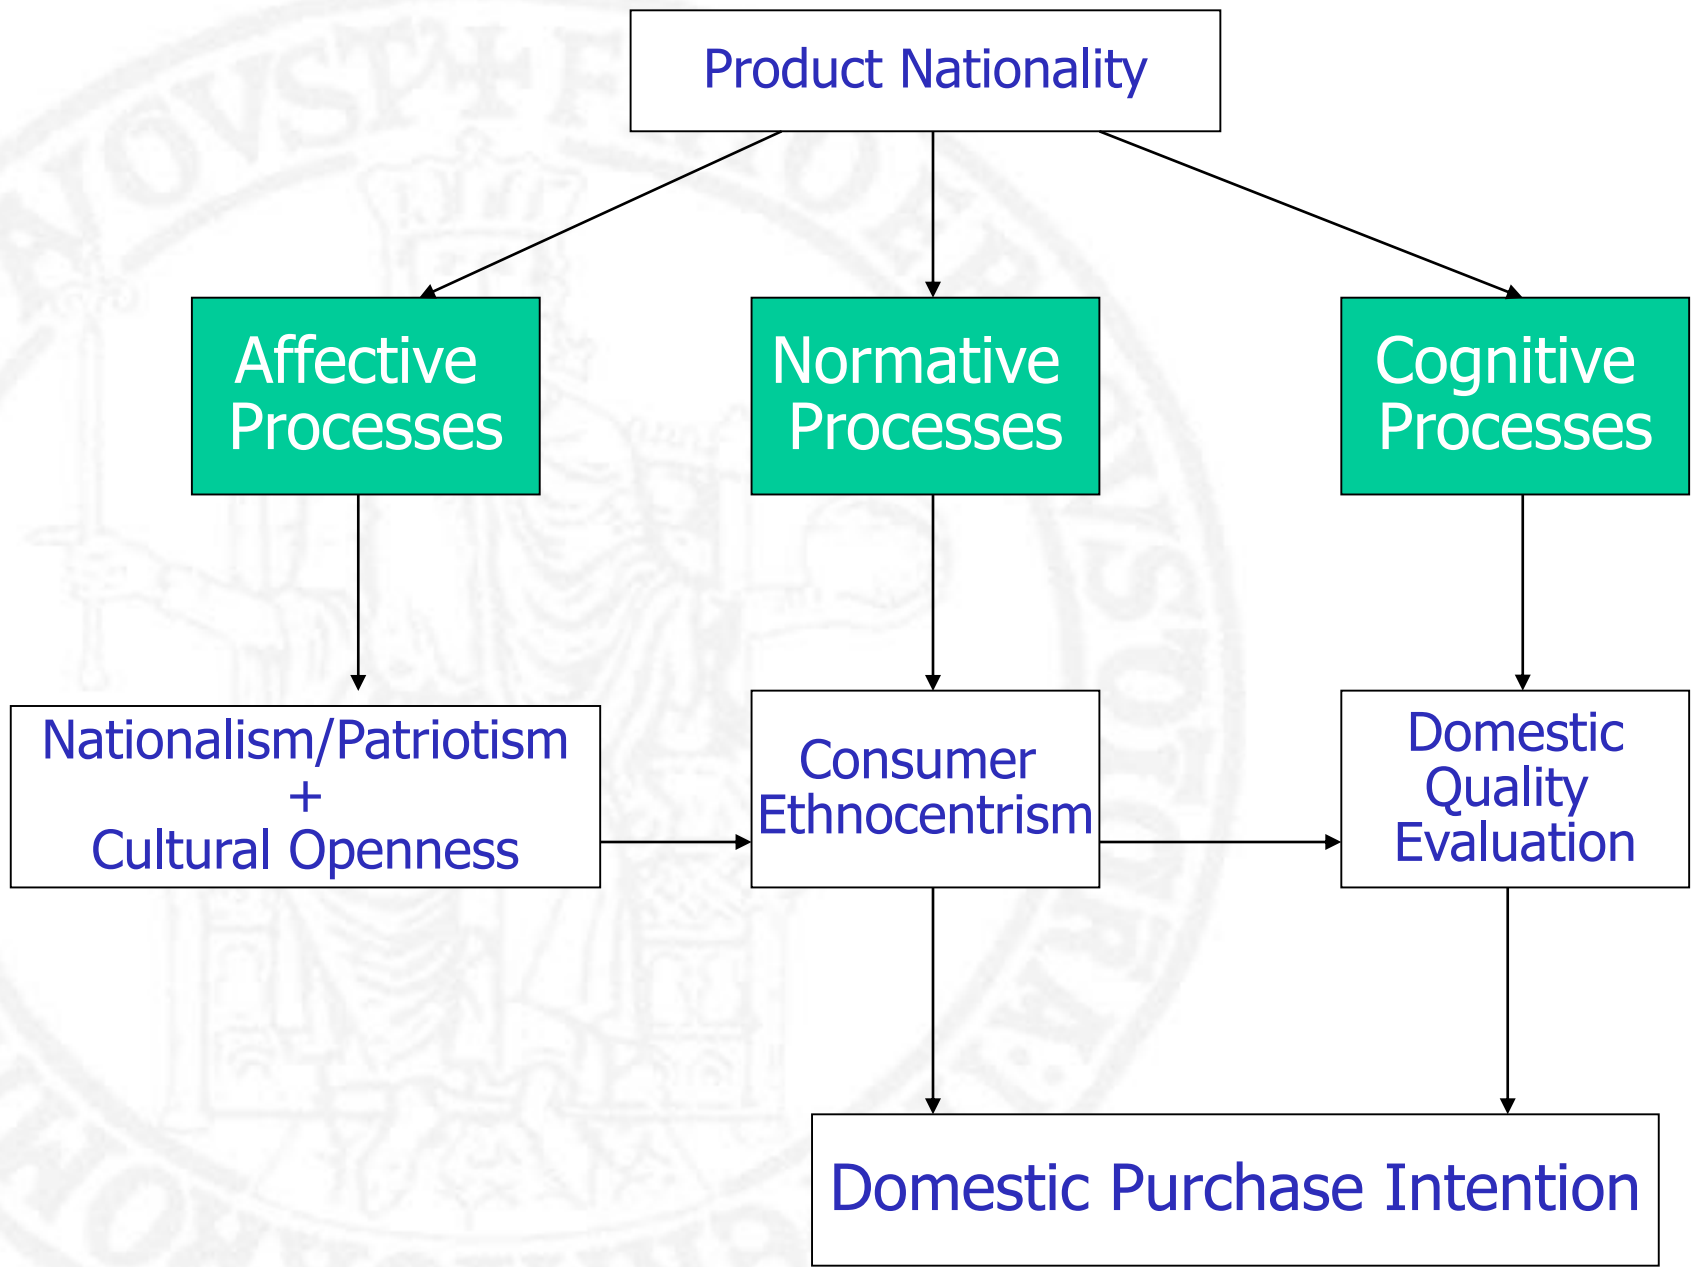 Product Nationality
Affective
Processes
Normative
Processes
Cognitive
Processes
Nationalism/Patriotism
+
Cultural Openness
Consumer
Ethnocentrism
Domestic
Quality
Evaluation
Domestic Purchase Intention